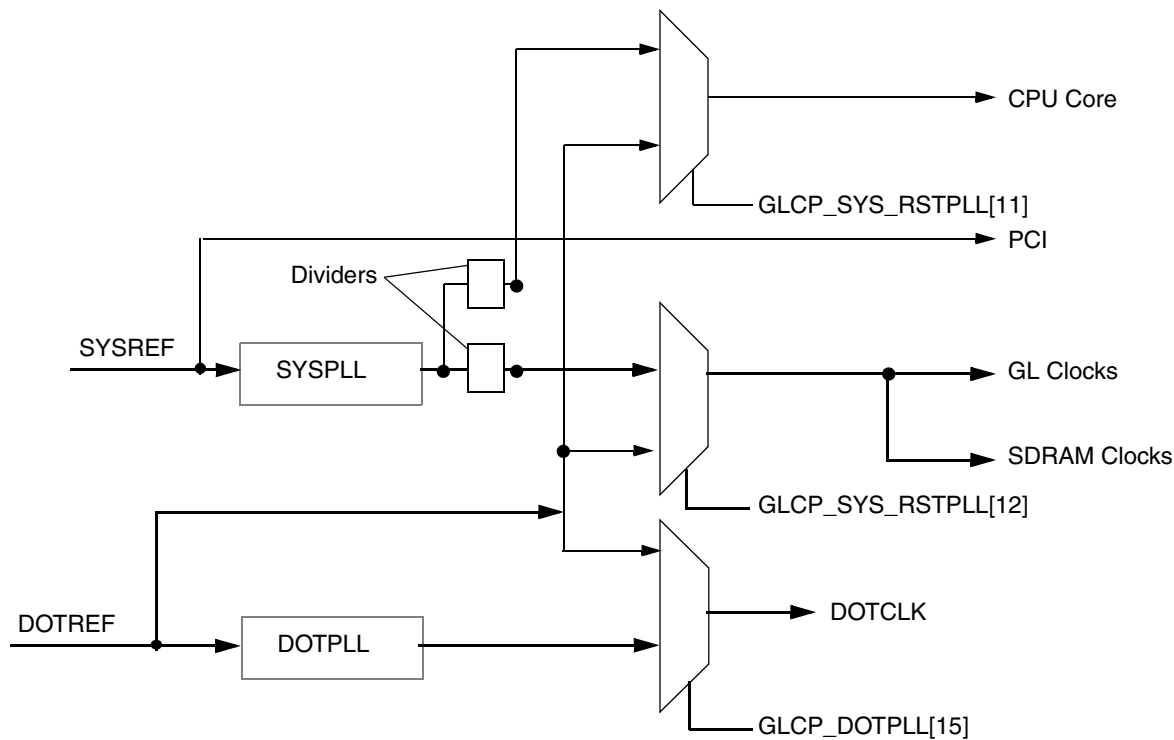 CPU Core
GLCP_SYS_RSTPLL[11]
PCI
Dividers
SYSREF
SYSPLL
GL Clocks
SDRAM Clocks
GLCP_SYS_RSTPLL[12]
DOTREF
DOTPLL
DOTCLK
GLCP_DOTPLL[15]